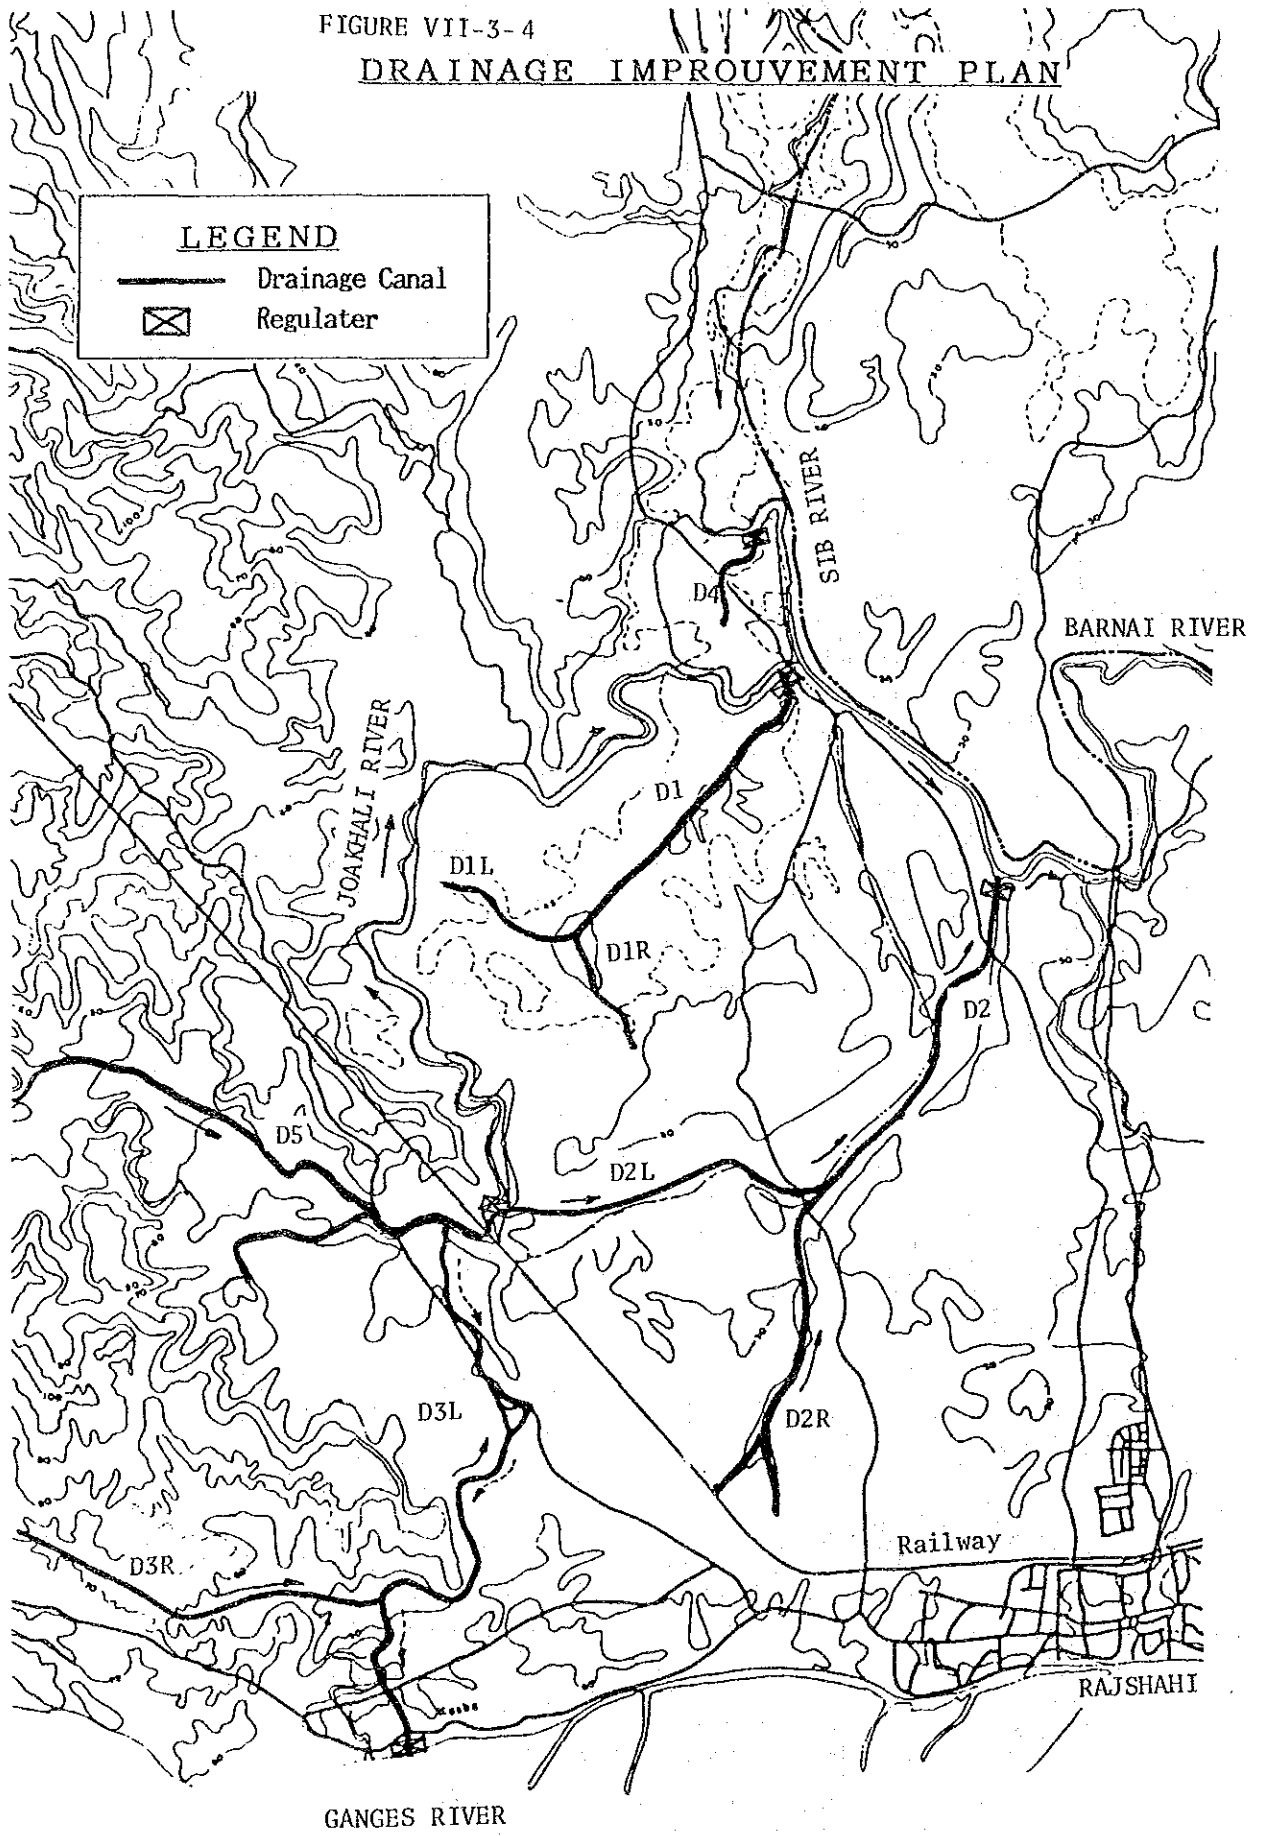 FIGURE VII-3-4
DRAINAGE IMPROUVEMENT PLAN
LEGEND
Drainage Canal
Regulater
SIB RIVER
D4
BARNAI RIVER
JOAKHALI RIVER
D1
D1L
D1R
D2
D5
D2L
D3L
D2R
Railway
D3R
RAJSHAHI
GANGES RIVER